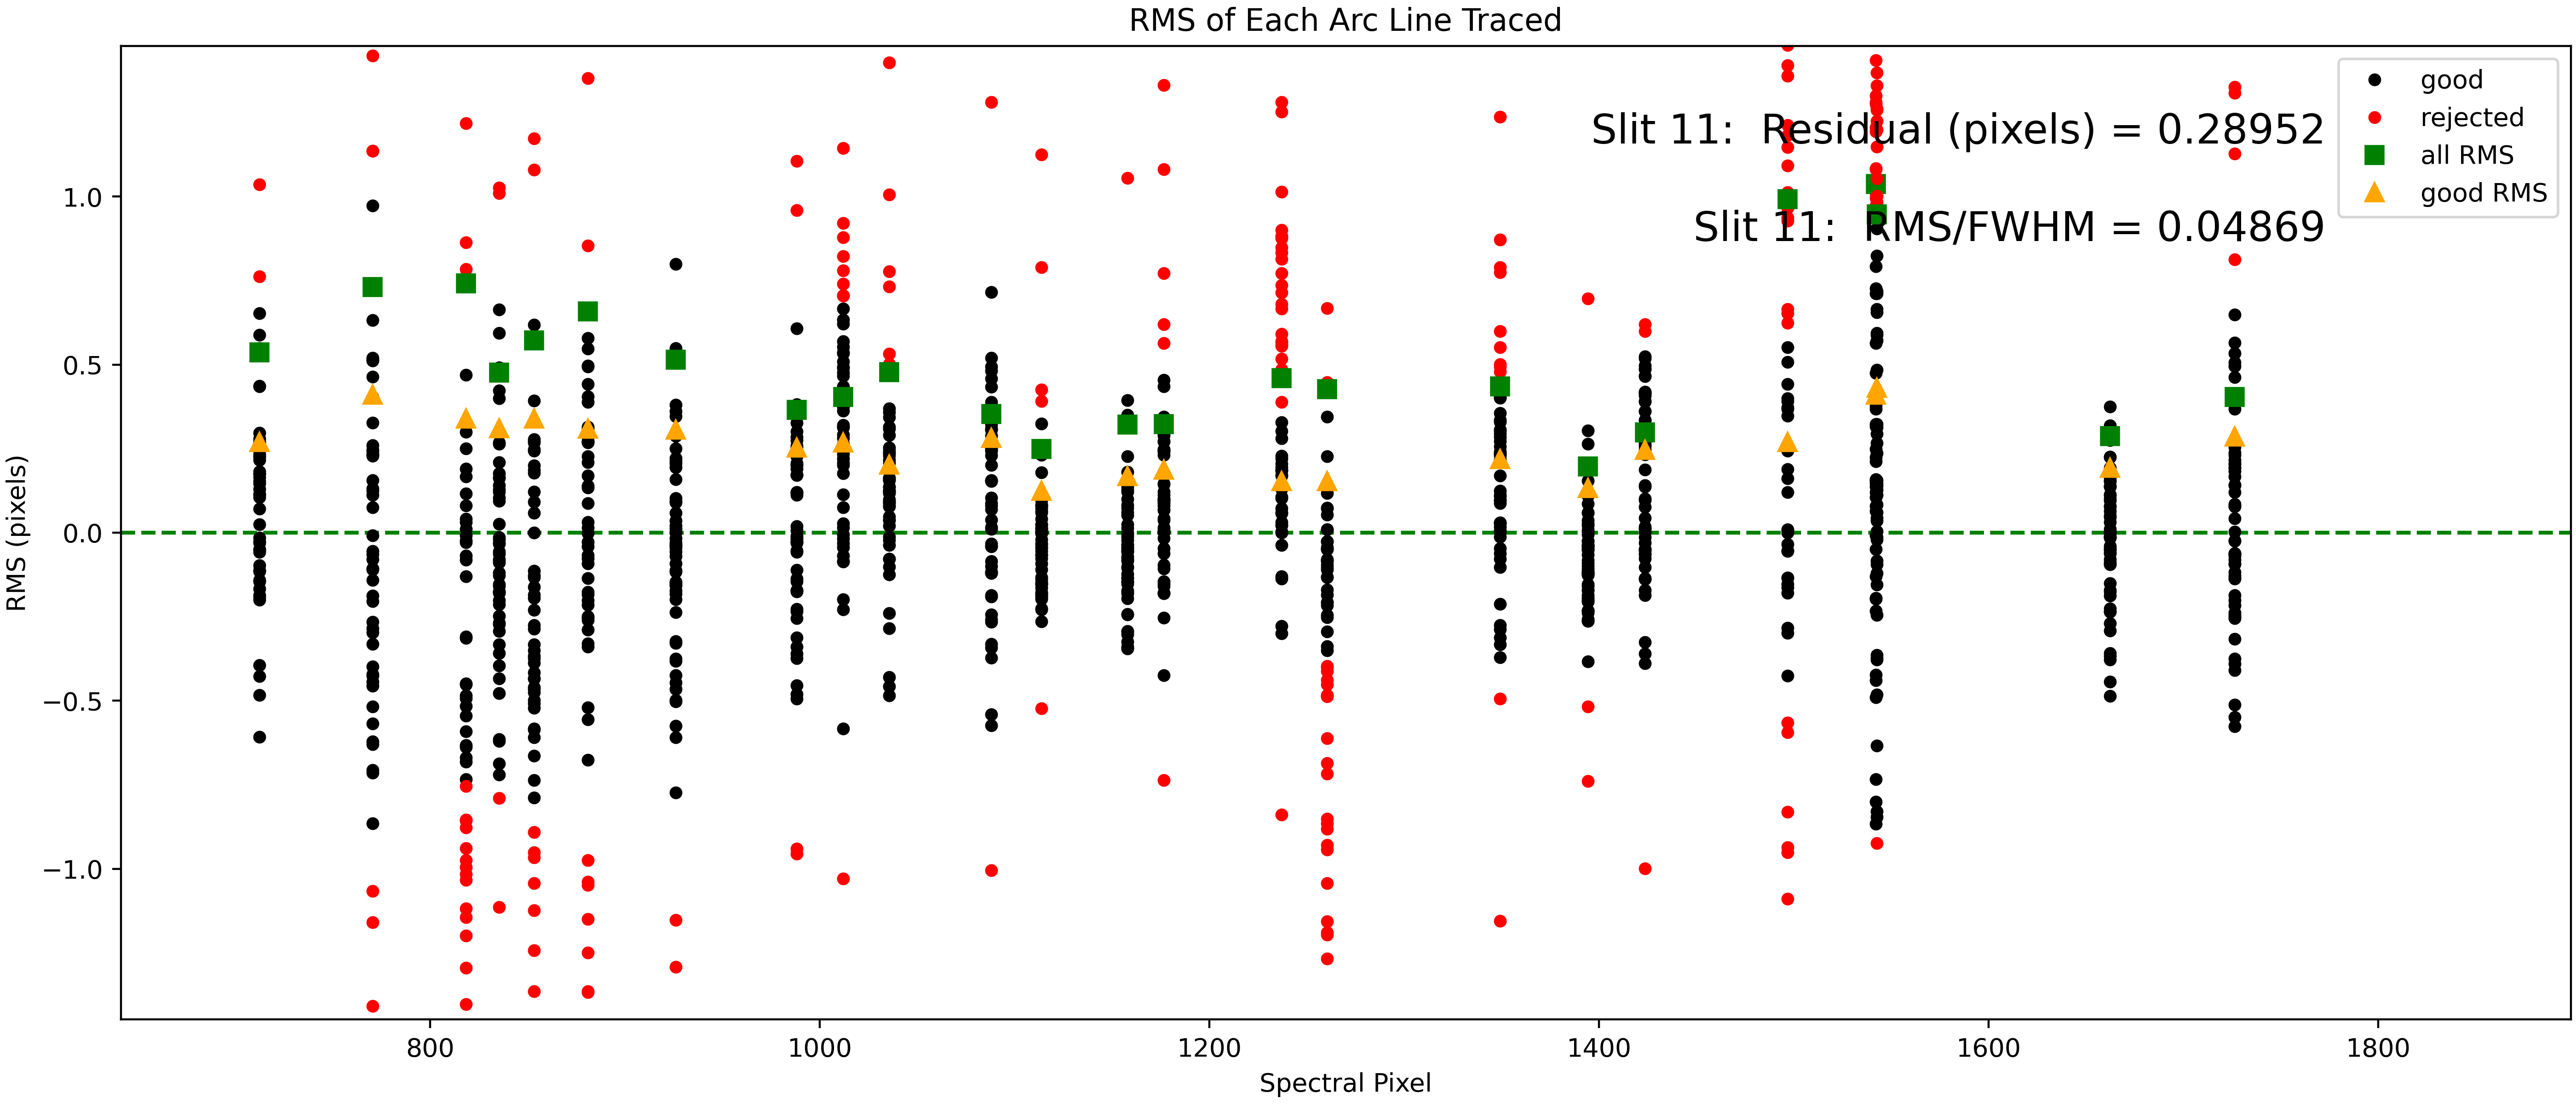 RMS of Each Arc Line Traced
good
rejected
all RMS
good RMS
Slit 11:  Residual (pixels) = 0.28952
Slit 11:  RMS/FWHM = 0.04869
RMS (pixels)
1.0
0.5
0.0
−0.5
−1.0
800 1000 1200 1400 1600 1800
Spectral Pixel